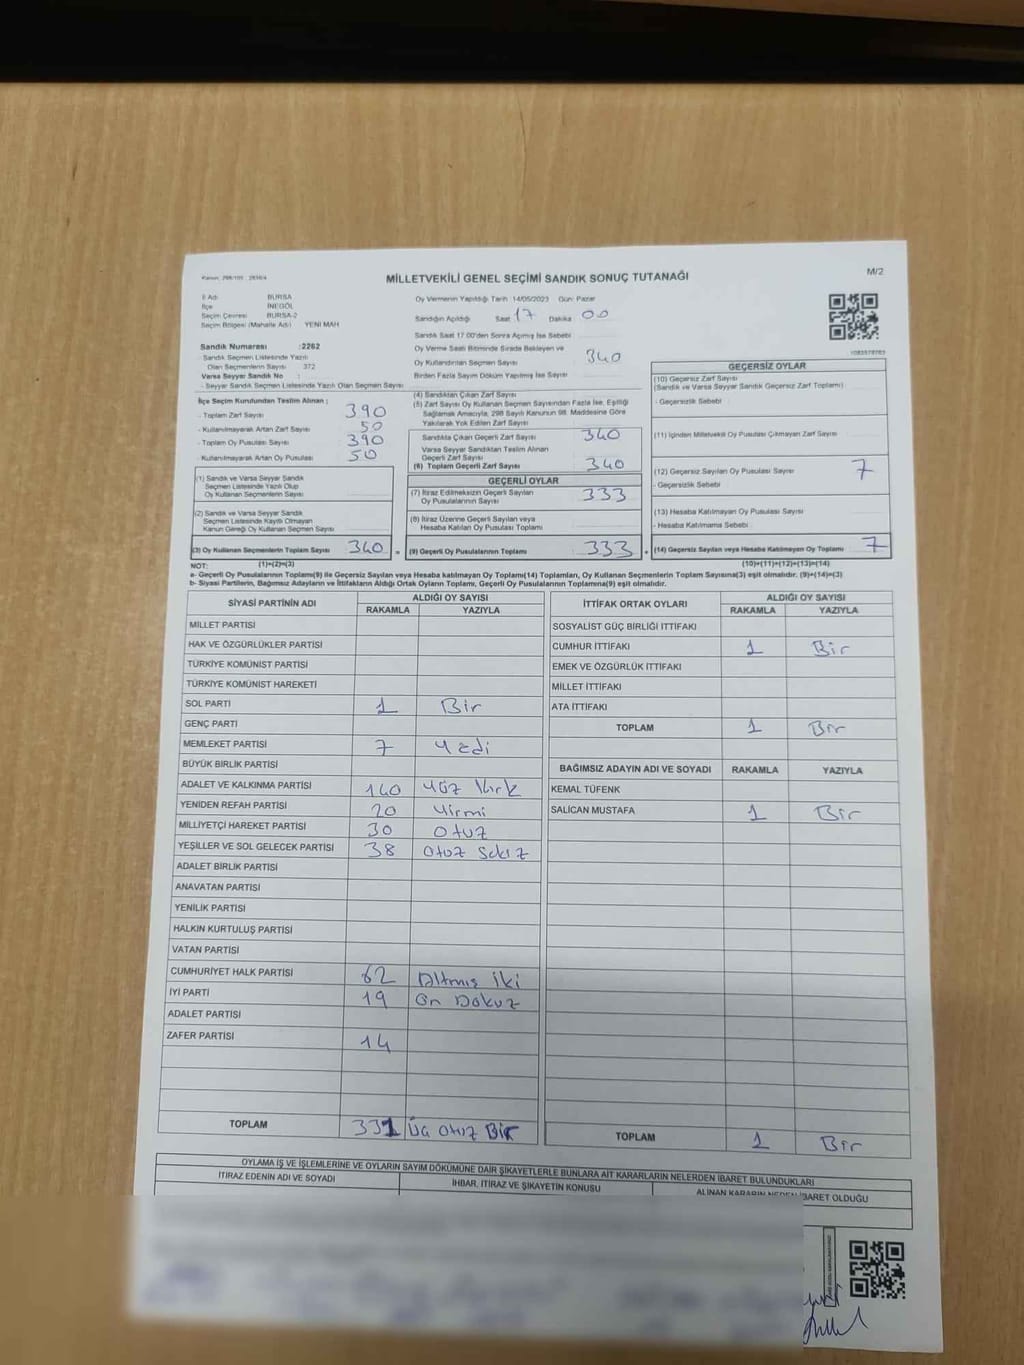 MİLLETVEKİLİ GENEL SEÇİMİ SANDIK SONUÇ TUTANAĞI
M/2
İl Adı BURSA
İlçe İNEGÖL
Seçim Çevresi BURSA-2
Seçim Bölgesi (Mahalle Adı) YENİ MAH
Oy Vermenin Yapıldığı Tarih 14/05/2023 Gün: Pazar
Sandığın Açıldığı Saat 17 Dakika 00
Sandık Saat 17.00'den Sonra Açılmış İse Sebebi
Sandık Numarası :2262
Sandık Seçmen Listesinde Yazılı
Olan Seçmenlerin Sayısı 372
Varsa Seyyar Sandık No :
- Seyyar Sandık Seçmen Listesinde Yazılı Olan Seçmen Sayısı
Oy Verme Saati Bitiminde Sırada Bekleyen ve
Oy Kullandırılan Seçmen Sayısı 340
Birden Fazla Sayım Döküm Yapılmış İse Sayısı
1083578763
İlçe Seçim Kurulundan Teslim Alınan ;
- Toplam Zarf Sayısı 390
- Kullanılmayarak Artan Zarf Sayısı 50
- Toplam Oy Pusulası Sayısı 390
- Kullanılmayarak Artan Oy Pusulası 50
(1) Sandık ve Varsa Seyyar Sandık
Seçmen Listesinde Yazılı Olup
Oy Kullanan Seçmenlerin Sayısı
(2) Sandık ve Varsa Seyyar Sandık
Seçmen Listesinde Kayıtlı Olmayan
Kanun Gereği Oy Kullanan Seçmen Sayısı
(3) Oy Kullanan Seçmenlerin Toplam Sayısı 340 =
(1)+(2)=(3)
(4) Sandıktan Çıkan Zarf Sayısı
(5) Zarf Sayısı Oy Kullanan Seçmen Sayısından Fazla İse, Eşitliği
Sağlamak Amacıyla, 298 Sayılı Kanunun 98. Maddesine Göre
Yakılarak Yok Edilen Zarf Sayısı
Sandıkta Çıkan Geçerli Zarf Sayısı 340
Varsa Seyyar Sandıktan Teslim Alınan
Geçerli Zarf Sayısı
(6) Toplam Geçerli Zarf Sayısı 340
GEÇERLİ OYLAR
(7) İtiraz Edilmeksizin Geçerli Sayılan
Oy Pusulalarının Sayısı 333
(8) İtiraz Üzerine Geçerli Sayılan veya
Hesaba Katılan Oy Pusulası Toplamı
(9) Geçerli Oy Pusulalarının Toplamı 333 +
GEÇERSİZ OYLAR
(10) Geçersiz Zarf Sayısı
(Sandık ve Varsa Seyyar Sandık Geçersiz Zarf Toplamı)
- Geçersizlik Sebebi
(11) İçinden Milletvekili Oy Pusulası Çıkmayan Zarf Sayısı
(12) Geçersiz Sayılan Oy Pusulası Sayısı 7
- Geçersizlik Sebebi
(13) Hesaba Katılmayan Oy Pusulası Sayısı
- Hesaba Katılmama Sebebi
(14) Geçersiz Sayılan veya Hesaba Katılmayan Oy Toplamı 7
(10)+(11)+(12)+(13)=(14)
NOT:
a- Geçerli Oy Pusulalarının Toplamı(9) ile Geçersiz Sayılan veya Hesaba katılmayan Oy Toplamı(14) Toplamları, Oy Kullanan Seçmenlerin Toplam Sayısına(3) eşit olmalıdır. (9)+(14)=(3)
b- Siyasi Partilerin, Bağımsız Adayların ve İttifakların Aldığı Ortak Oyların Toplamı, Geçerli Oy Pusulalarının Toplamına(9) eşit olmalıdır.
SİYASİ PARTİNİN ADI ALDIĞI OY SAYISI
RAKAMLA YAZIYLA
MİLLET PARTİSİ
HAK VE ÖZGÜRLÜKLER PARTİSİ
TÜRKİYE KOMÜNİST PARTİSİ
TÜRKİYE KOMÜNİST HAREKETİ
SOL PARTİ 1 Bir
GENÇ PARTİ
MEMLEKET PARTİSİ 7 Yedi
BÜYÜK BİRLİK PARTİSİ
ADALET VE KALKINMA PARTİSİ 140 Yüz Kırk
YENİDEN REFAH PARTİSİ 20 Yirmi
MİLLİYETÇİ HAREKET PARTİSİ 30 Otuz
YEŞİLLER VE SOL GELECEK PARTİSİ 38 Otuz Sekiz
ADALET BİRLİK PARTİSİ
ANAVATAN PARTİSİ
YENİLİK PARTİSİ
HALKIN KURTULUŞ PARTİSİ
VATAN PARTİSİ
CUMHURİYET HALK PARTİSİ 62 Altmış iki
İYİ PARTİ 19 On Dokuz
ADALET PARTİSİ
ZAFER PARTİSİ 14
TOPLAM 331 Üç Otuz Bir
İTTİFAK ORTAK OYLARI ALDIĞI OY SAYISI
RAKAMLA YAZIYLA
SOSYALİST GÜÇ BİRLİĞİ İTTİFAKI
CUMHUR İTTİFAKI 1 Bir
EMEK VE ÖZGÜRLÜK İTTİFAKI
MİLLET İTTİFAKI
ATA İTTİFAKI
TOPLAM 1 Bir
BAĞIMSIZ ADAYIN ADI VE SOYADI RAKAMLA YAZIYLA
KEMAL TÜFENK
SALİCAN MUSTAFA 1 Bir
TOPLAM 1 Bir
OYLAMA İŞ VE İŞLEMLERİNE VE OYLARIN SAYIM DÖKÜMÜNE DAİR ŞİKAYETLERLE BUNLARA AİT KARARLARIN NELERDEN İBARET BULUNDUKLARI
İTİRAZ EDENİN ADI VE SOYADI İHBAR, İTİRAZ VE ŞİKAYETİN KONUSU ALINAN KARARIN NEDEN İBARET OLDUĞU